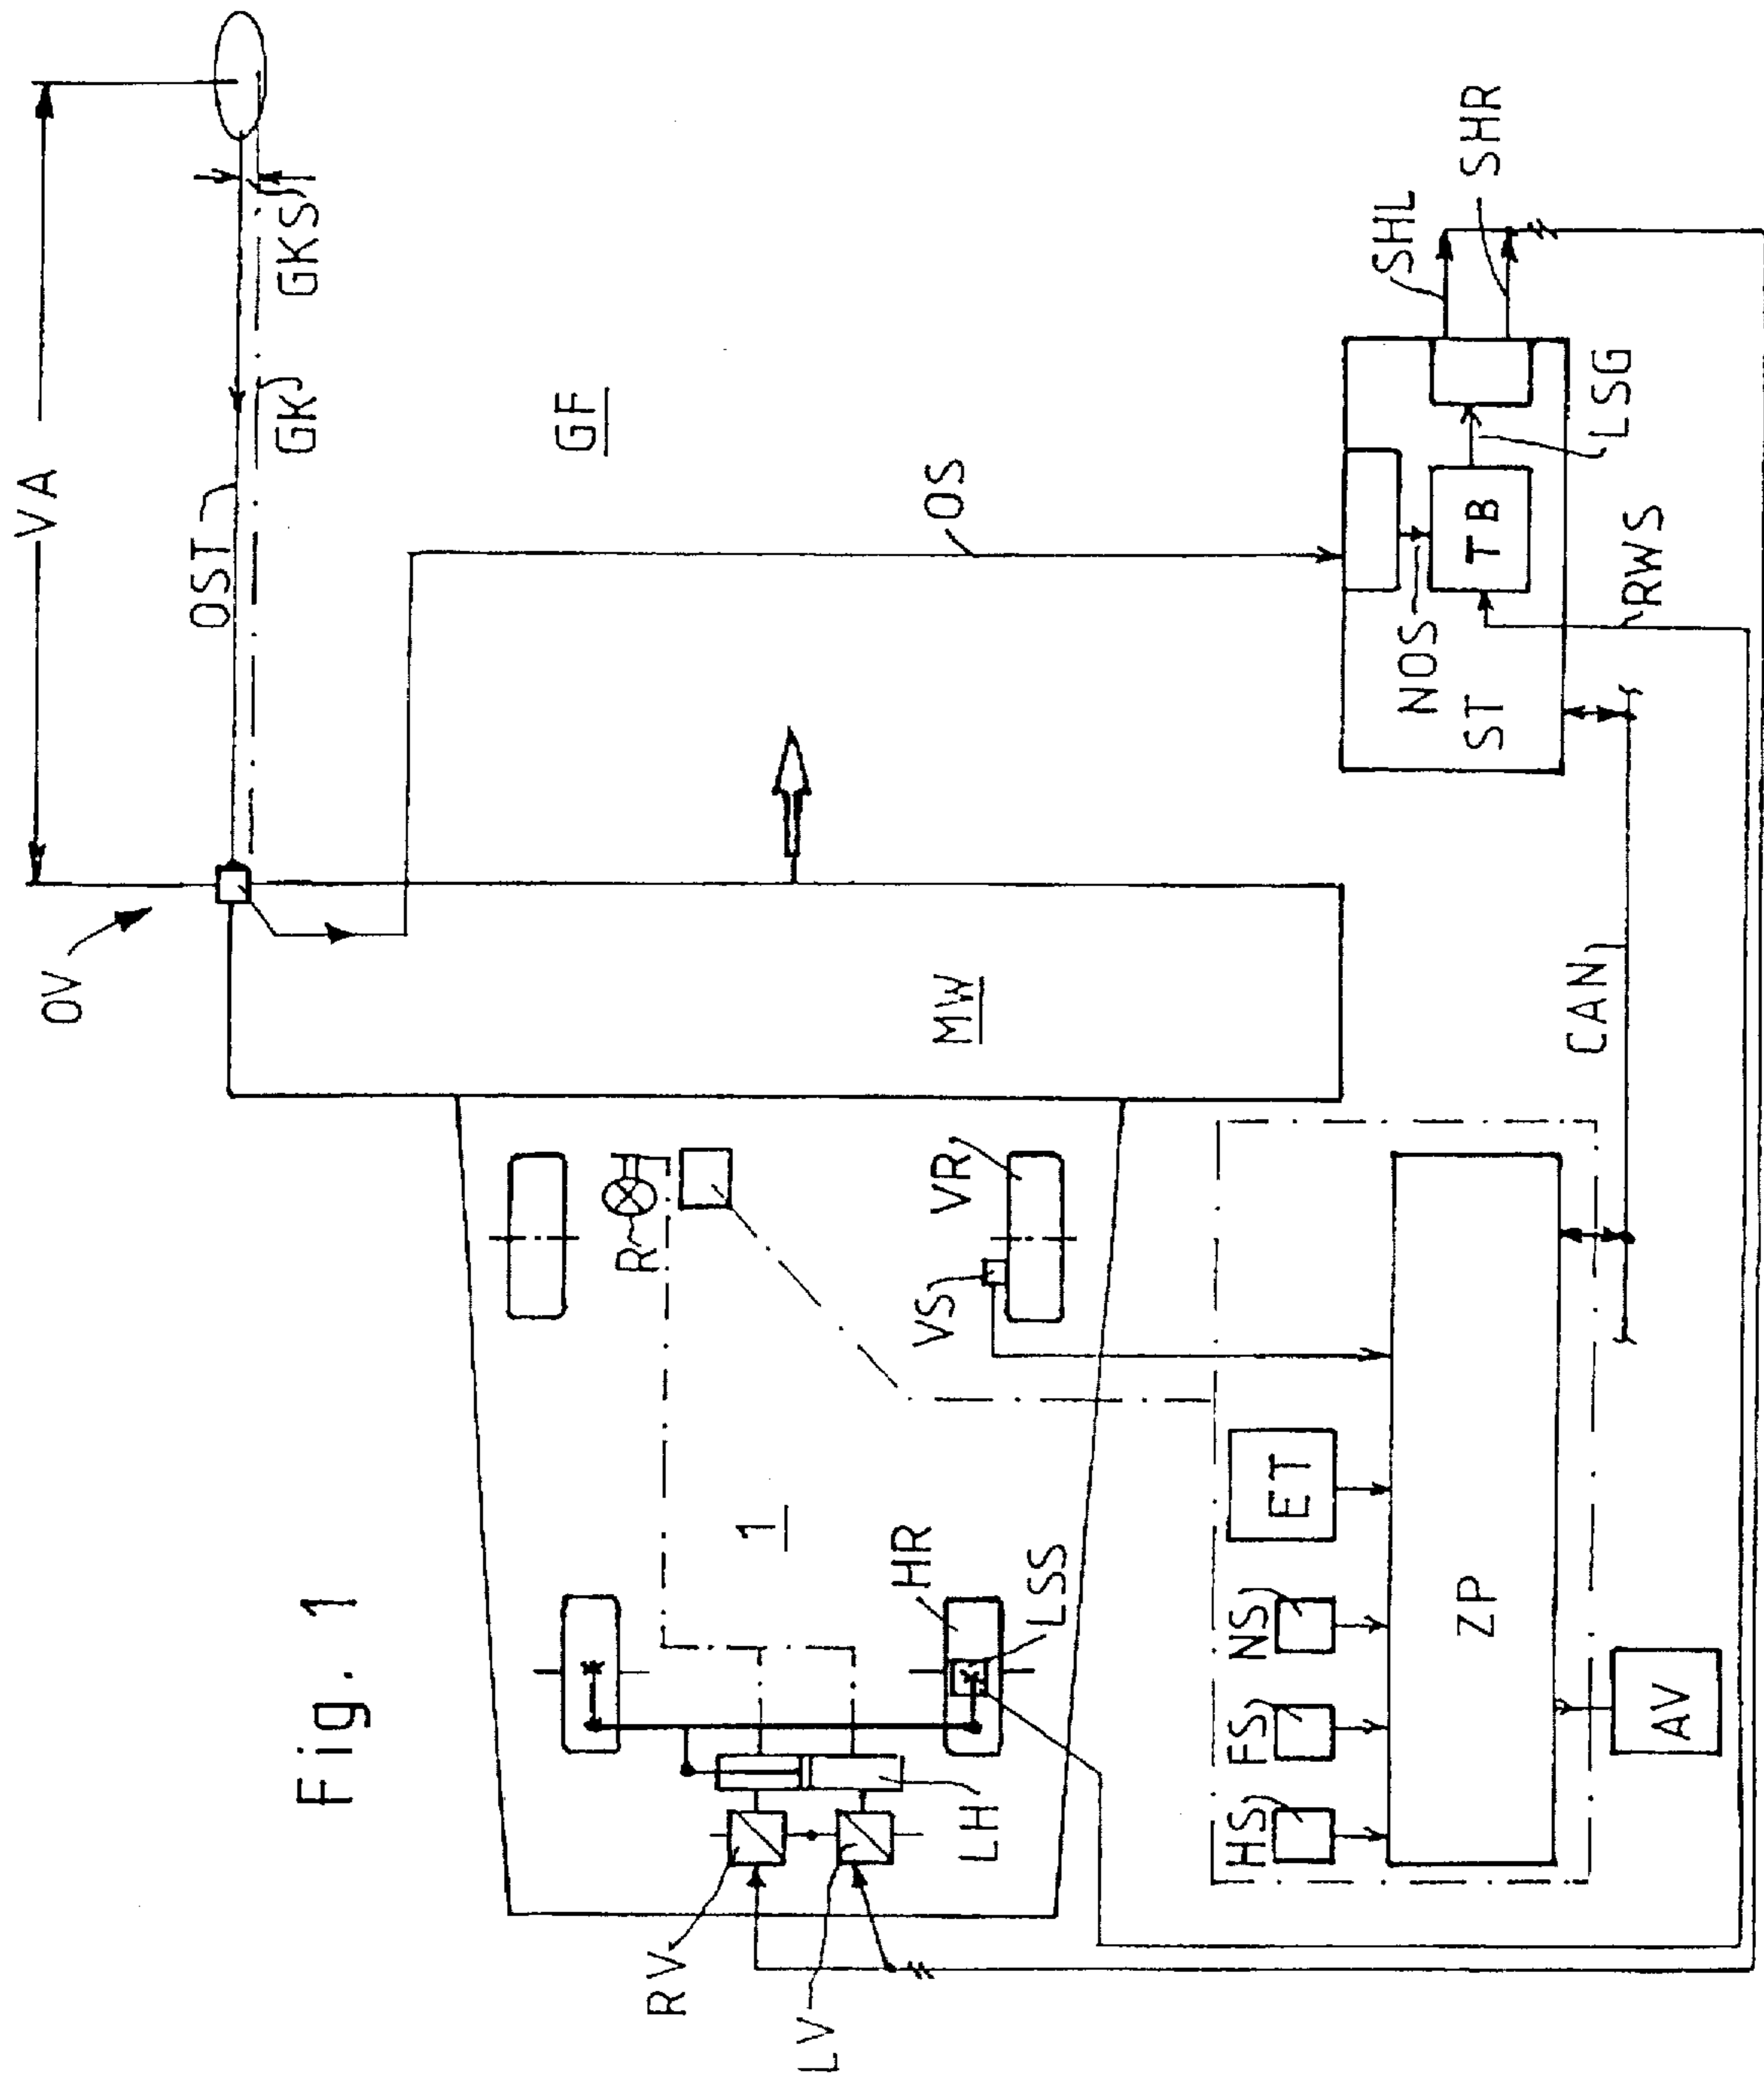 Fig. 1
VA
OV
OST
GK
GKS
GF
OS
MW
1
R
VR
VS
HR
LSS
LH
RV
LV
SHL
SHR
LSG
TB
NOS
ST
RWS
CAN
ET
NS
FS
HS
ZP
AV